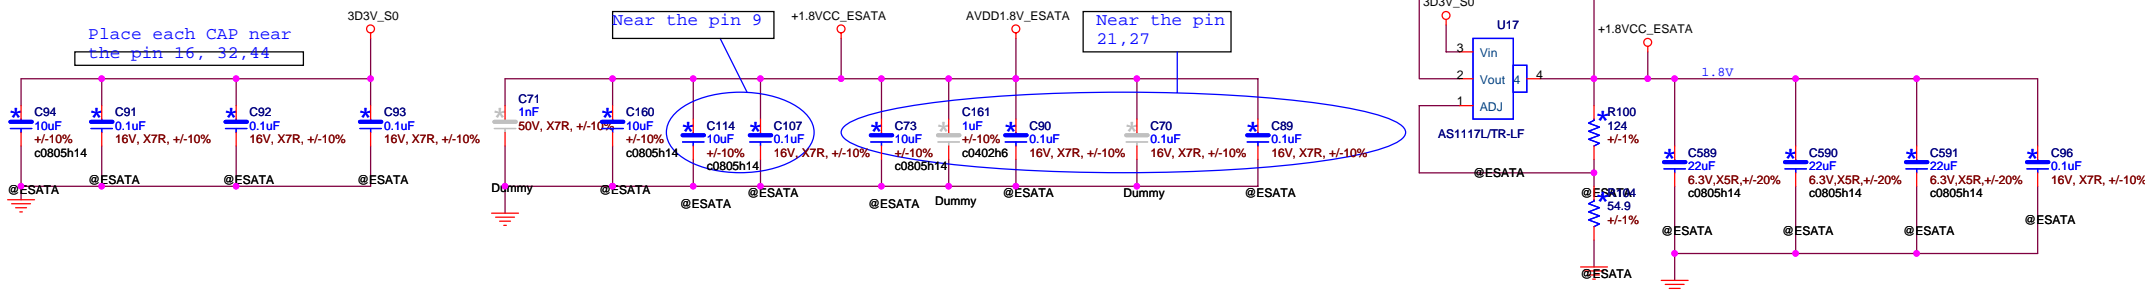 Place each CAP near
the pin 16, 32,44
3D3V_S0
C94
10uF
+/-10%
c0805h14
@ESATA
C91
0.1uF
16V, X7R, +/-10%
@ESATA
C92
0.1uF
16V, X7R, +/-10%
@ESATA
C93
0.1uF
16V, X7R, +/-10%
@ESATA
Near the pin 9
+1.8VCC_ESATA
AVDD1.8V_ESATA
Near the pin
21,27
C71
1nF
50V, X7R, +/-10%
Dummy
C160
10uF
+/-10%
c0805h14
@ESATA
C114
10uF
+/-10%
c0805h14
@ESATA
C107
0.1uF
16V, X7R, +/-10%
@ESATA
C73
10uF
+/-10%
c0805h14
@ESATA
C161
1uF
+/-10%
c0402h6
Dummy
C90
0.1uF
16V, X7R, +/-10%
@ESATA
C70
0.1uF
16V, X7R, +/-10%
Dummy
C89
0.1uF
16V, X7R, +/-10%
@ESATA
3D3V_S0
U17
3
Vin
2
Vout
4
4
1
ADJ
AS1117L/TR-LF
@ESATA
+1.8VCC_ESATA
1.8V
R100
124
+/-1%
@ESATA
54.9
+/-1%
@ESATA
C589
22uF
6.3V,X5R,+/-20%
c0805h14
@ESATA
C590
22uF
6.3V,X5R,+/-20%
c0805h14
@ESATA
C591
22uF
6.3V,X5R,+/-20%
c0805h14
@ESATA
C96
0.1uF
16V, X7R, +/-10%
@ESATA